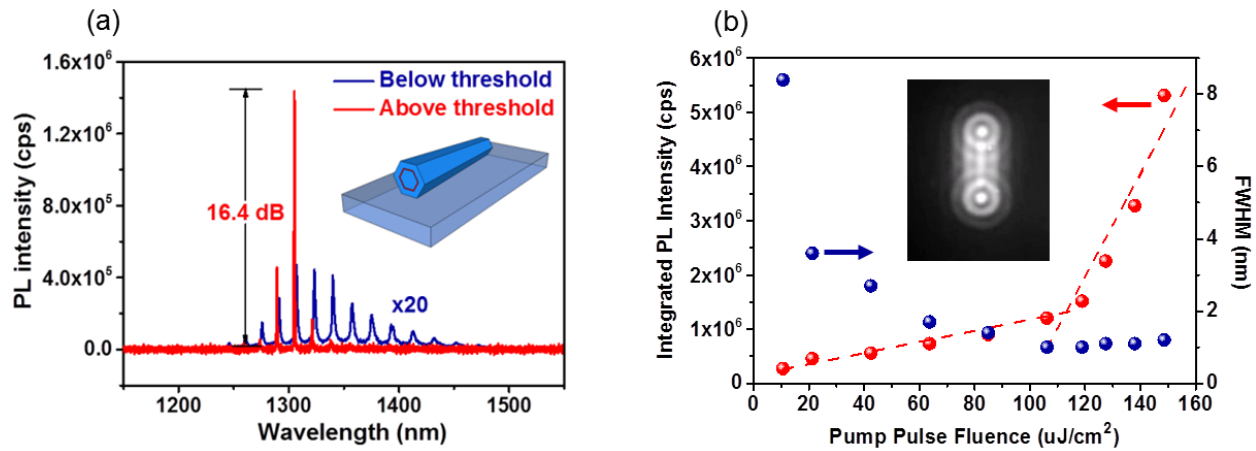 (a)
1.6x10⁶
1.2x10⁶
8.0x10⁵
4.0x10⁵
0.0
PL intensity (cps)
Below threshold
Above threshold
16.4 dB
x20
1200 1300 1400 1500
Wavelength (nm)
(b)
6x10⁶
5x10⁶
4x10⁶
3x10⁶
2x10⁶
1x10⁶
0
Integrated PL Intensity (cps)
8
6
4
2
0
FWHM (nm)
0 20 40 60 80 100 120 140 160
Pump Pulse Fluence (uJ/cm²)